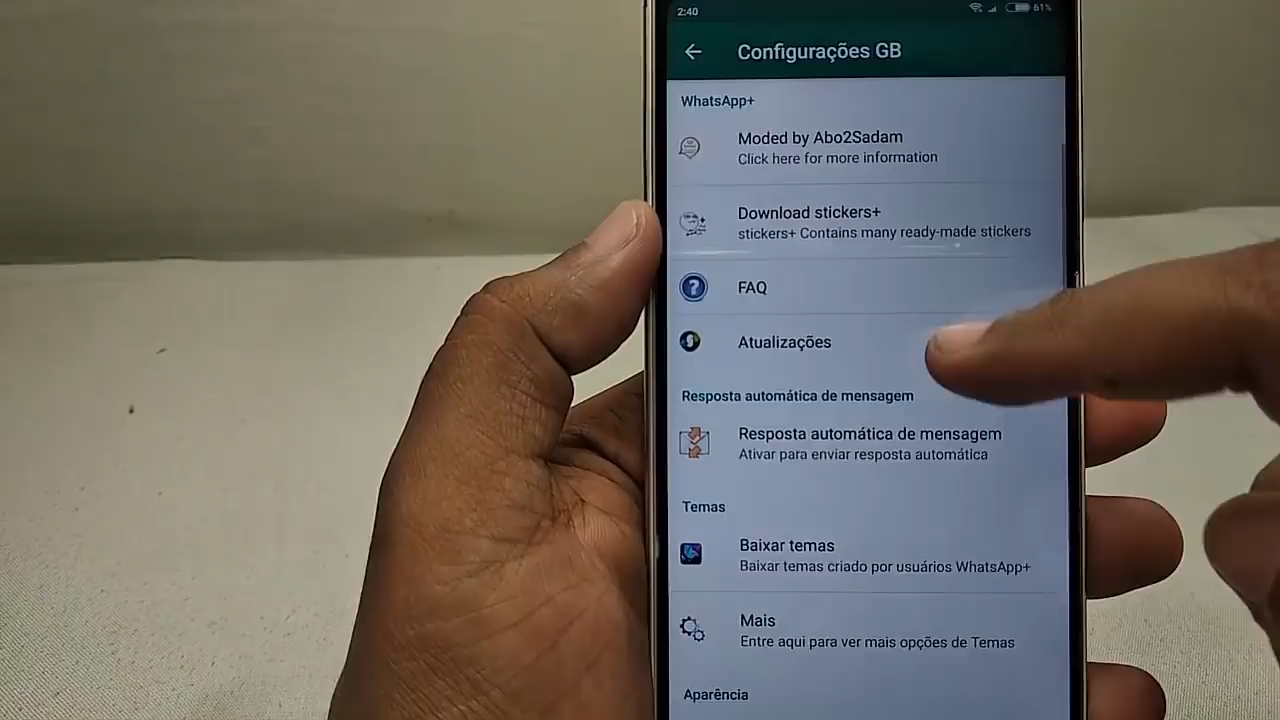 2:40
61%
Configurações GB
WhatsApp+
Moded by Abo2Sadam
Click here for more information
Download stickers+
stickers+ Contains many ready-made stickers
FAQ
Atualizações
Resposta automática de mensagem
Resposta automática de mensagem
Ativar para enviar resposta automática
Temas
Baixar temas
Baixar temas criado por usuários WhatsApp+
Mais
Entre aqui para ver mais opções de Temas
Aparência